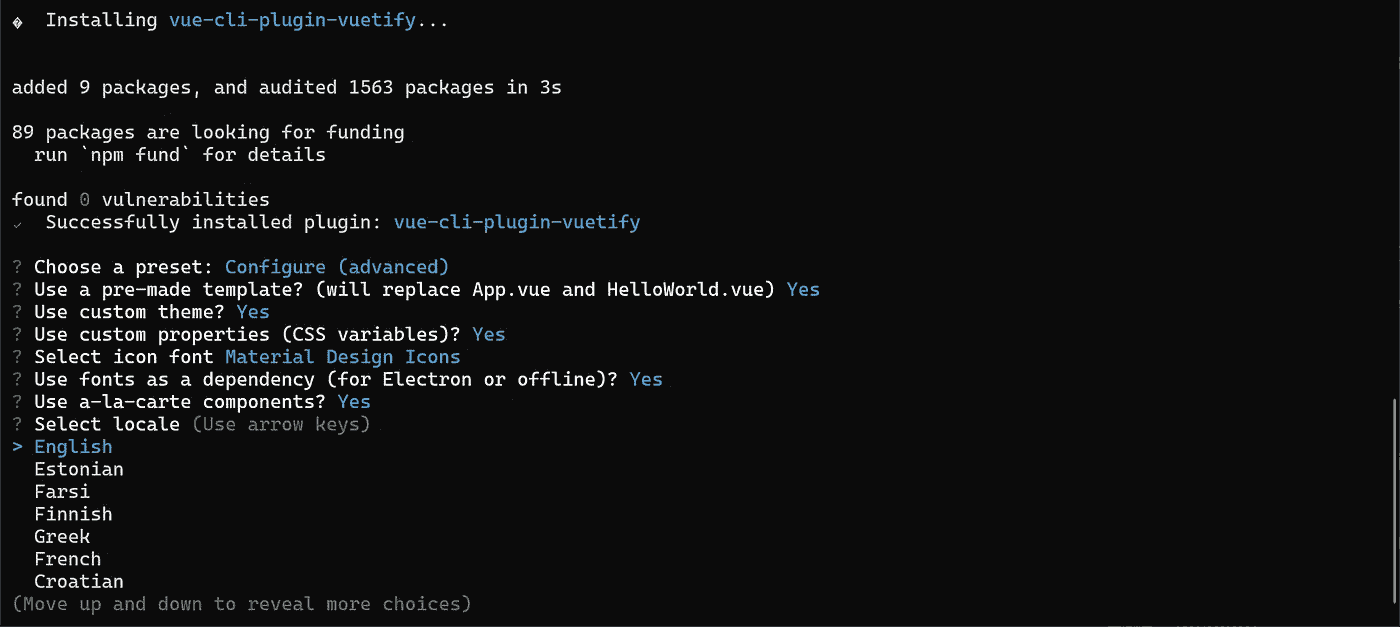 Installing vue-cli-plugin-vuetify...
added 9 packages, and audited 1563 packages in 3s
89 packages are looking for funding
run `npm fund` for details
found 0 vulnerabilities
✓ Successfully installed plugin: vue-cli-plugin-vuetify
? Choose a preset: Configure (advanced)
? Use a pre-made template? (will replace App.vue and HelloWorld.vue) Yes
? Use custom theme? Yes
? Use custom properties (CSS variables)? Yes
? Select icon font Material Design Icons
? Use fonts as a dependency (for Electron or offline)? Yes
? Use a-la-carte components? Yes
? Select locale (Use arrow keys)
> English
Estonian
Farsi
Finnish
Greek
French
Croatian
(Move up and down to reveal more choices)